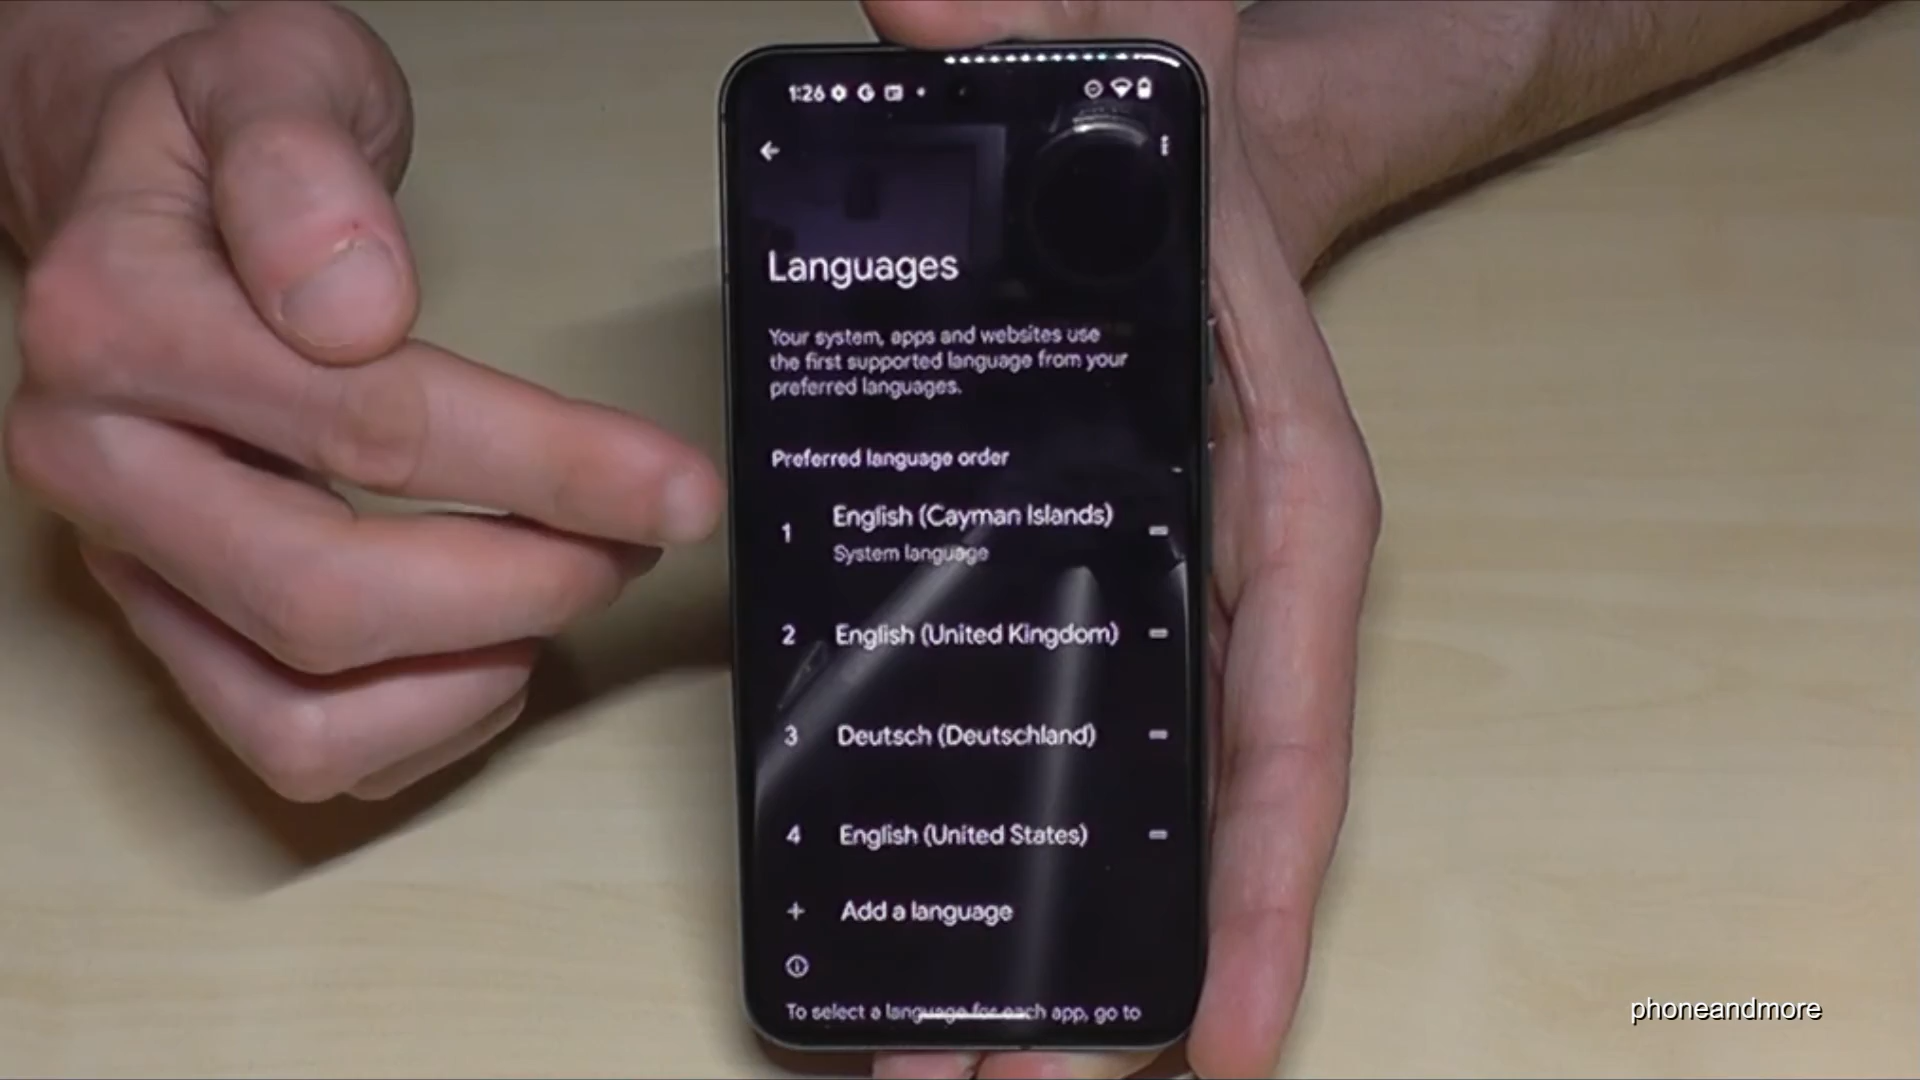 1:26
Languages
Your system, apps and websites use
the first supported language from your
preferred languages.
Preferred language order
1 English (Cayman Islands)
System language
2 English (United Kingdom)
3 Deutsch (Deutschland)
4 English (United States)
+ Add a language
To select a language for each app, go to
phoneandmore